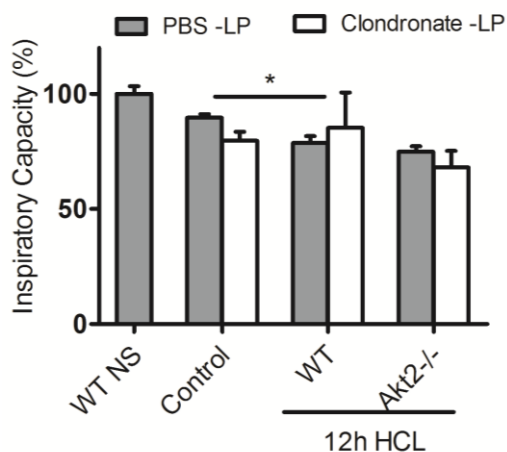 PBS -LP
Clondronate -LP
Inspiratory Capacity (%)
100
50
0
*
WT NS
Control
WT
Akt2-/-
12h HCL